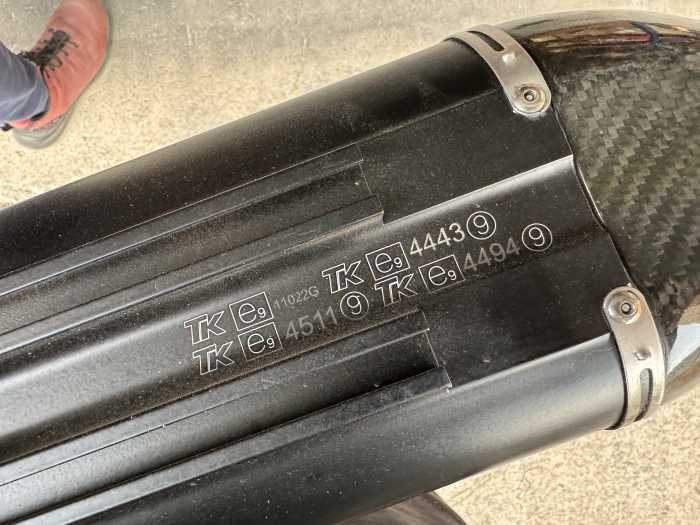 TK e9 11022G TK e9 4443 9
TK e9 4511 9 TK e9 4494 9